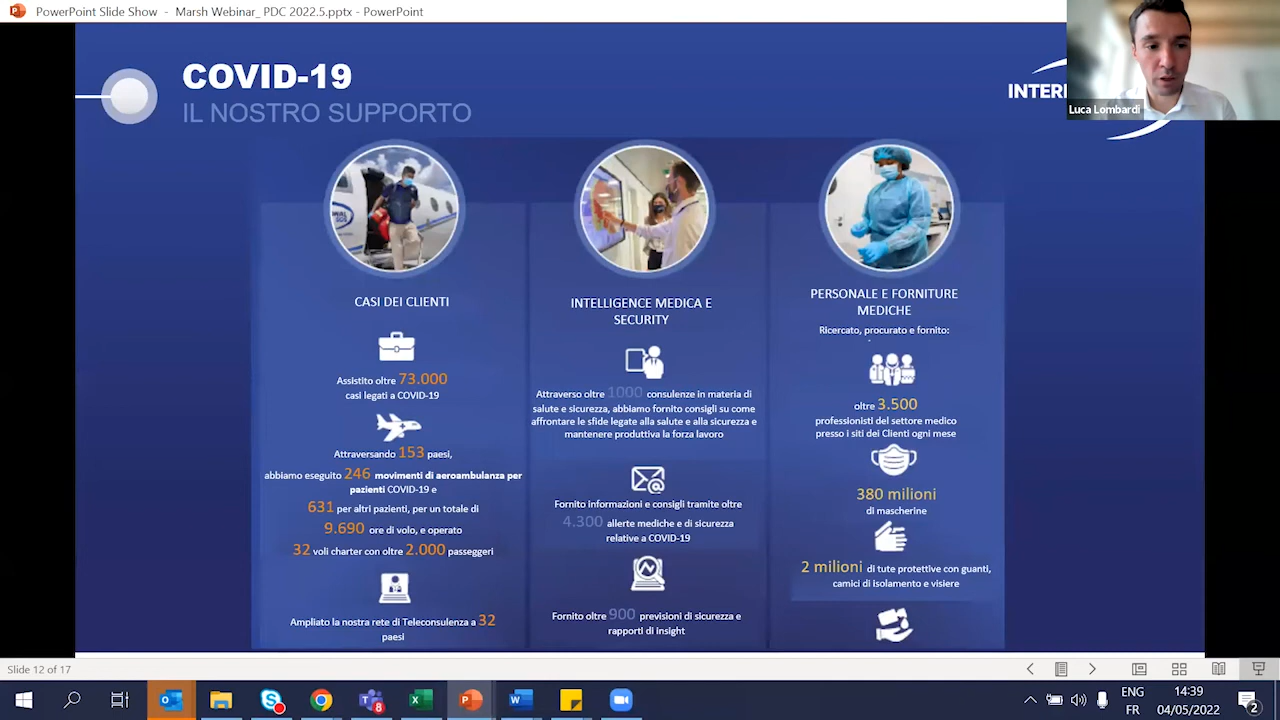 PowerPoint Slide Show - Marsh Webinar_ PDC 2022.5.pptx - PowerPoint
COVID-19
IL NOSTRO SUPPORTO
INTER
Luca Lombardi
CASI DEI CLIENTI
Assistito oltre 73.000
casi legati a COVID-19
Attraversando 153 paesi,
abbiamo eseguito 246 movimenti di aeroambulanza per
pazienti COVID-19 e
631 per altri pazienti, per un totale di
9.690 ore di volo, e operato
32 voli charter con oltre 2.000 passeggeri
Ampliato la nostra rete di Teleconsulenza a 32
paesi
INTELLIGENCE MEDICA E
SECURITY
Attraverso oltre 1000 consulenze in materia di
salute e sicurezza, abbiamo fornito consigli su come
affrontare le sfide legate alla salute e alla sicurezza e
mantenere produttiva la forza lavoro
Fornito informazioni e consigli tramite oltre
4.300 allerte mediche e di sicurezza
relative a COVID-19
Fornito oltre 900 previsioni di sicurezza e
rapporti di insight
PERSONALE E FORNITURE
MEDICHE
Ricercato, procurato e fornito:
oltre 3.500
professionisti del settore medico
presso i siti dei Clienti ogni mese
380 milioni
di mascherine
2 milioni di tute protettive con guanti,
camici di isolamento e visiere
Slide 12 of 17
ENG
FR
14:39
04/05/2022
8
2